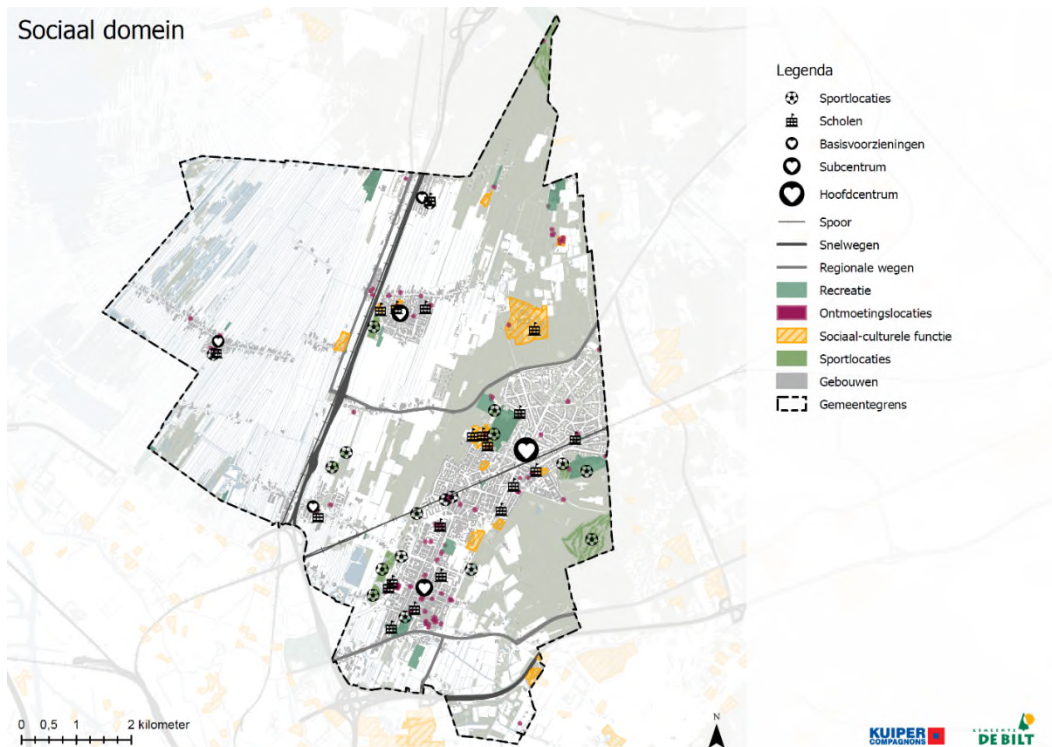 Sociaal domein
Legenda
Sportlocaties
Scholen
Basisvoorzieningen
Subcentrum
Hoofdcentrum
Spoor
Snelwegen
Regionale wegen
Recreatie
Ontmoetingslocaties
Sociaal-culturele functie
Sportlocaties
Gebouwen
Gemeentegrens
0 0,5 1 2 kilometer
N
KUIPER
COMPAGNONS
GEMEENTE
DE BILT